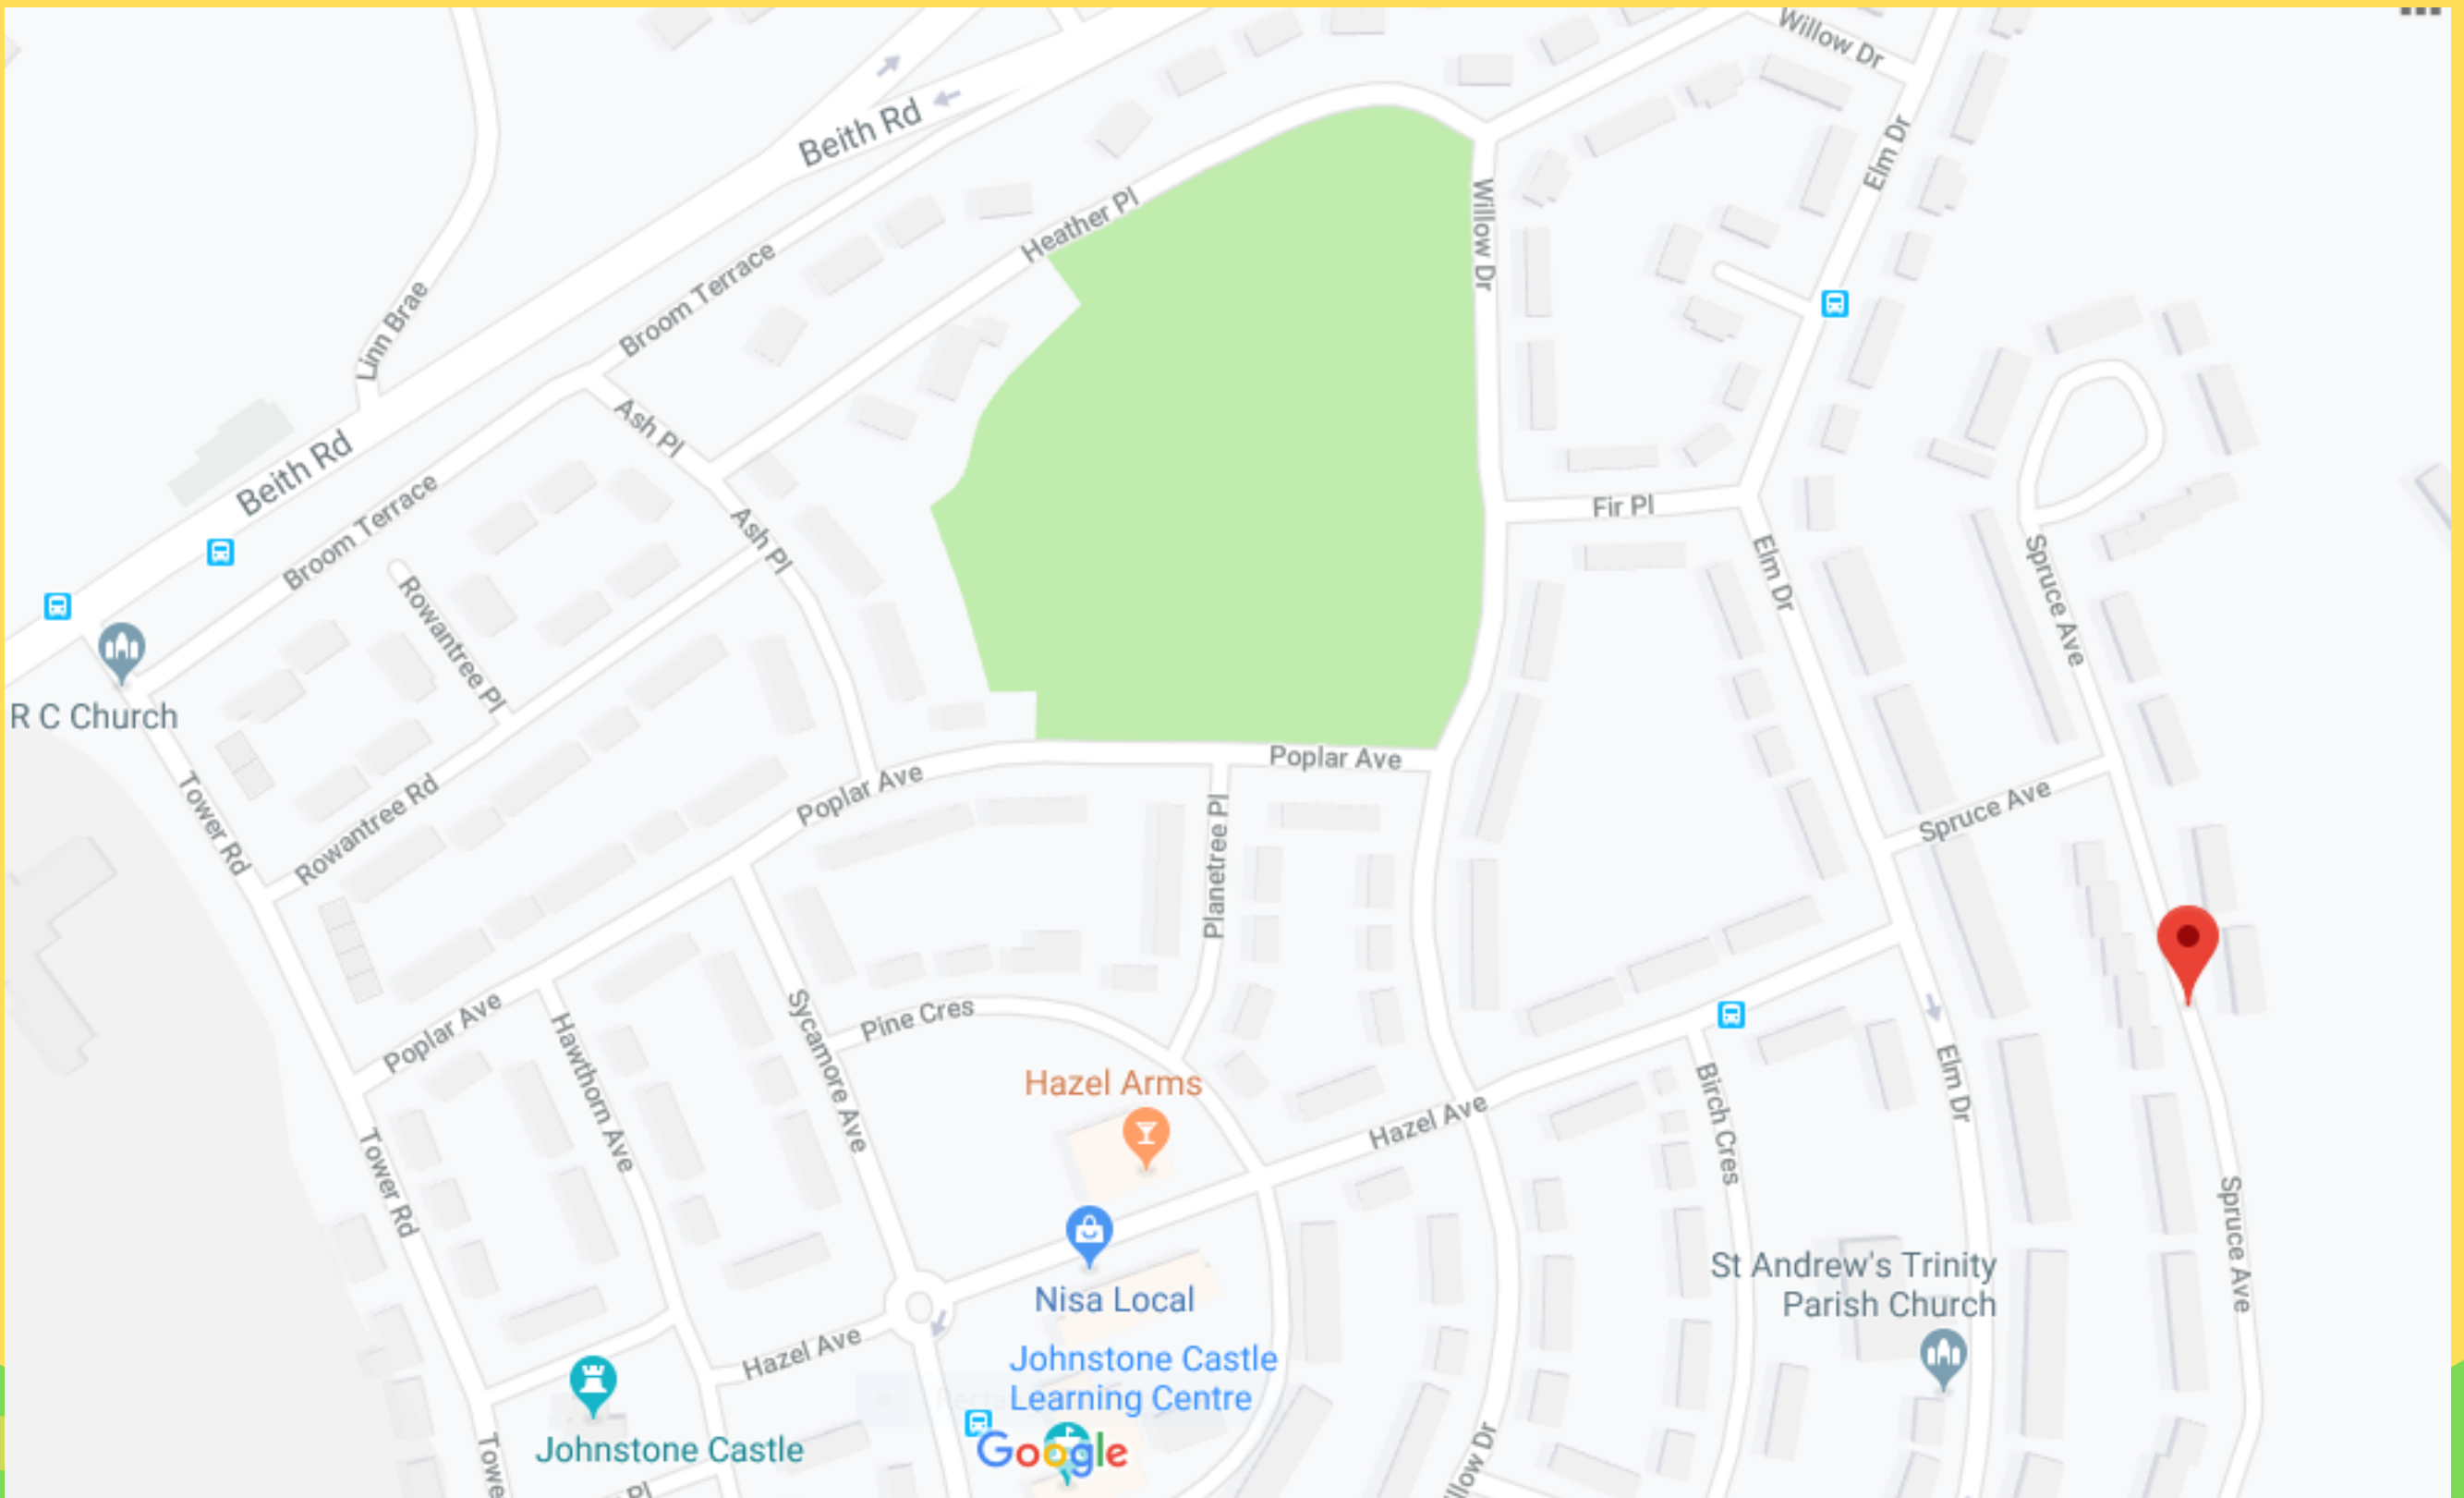 Willow Dr
Beith Rd
Elm Dr
Heather Pl
Willow Dr
Broom Terrace
Linn Brae
Ash Pl
Beith Rd
Fir Pl
Broom Terrace
Ash Pl
Elm Dr
Spruce Ave
Rowantree Pl
R C Church
Poplar Ave
Poplar Ave
Tower Rd
Rowantree Rd
Spruce Ave
Planetree Pl
Poplar Ave
Pine Cres
Hawthorn Ave
Sycamore Ave
Hazel Arms
Hazel Ave
Birch Cres
Elm Dr
Tower Rd
Spruce Ave
St Andrew's Trinity
Parish Church
Nisa Local
Hazel Ave
Johnstone Castle
Learning Centre
Johnstone Castle
Google
Towe
llow Dr
Pl